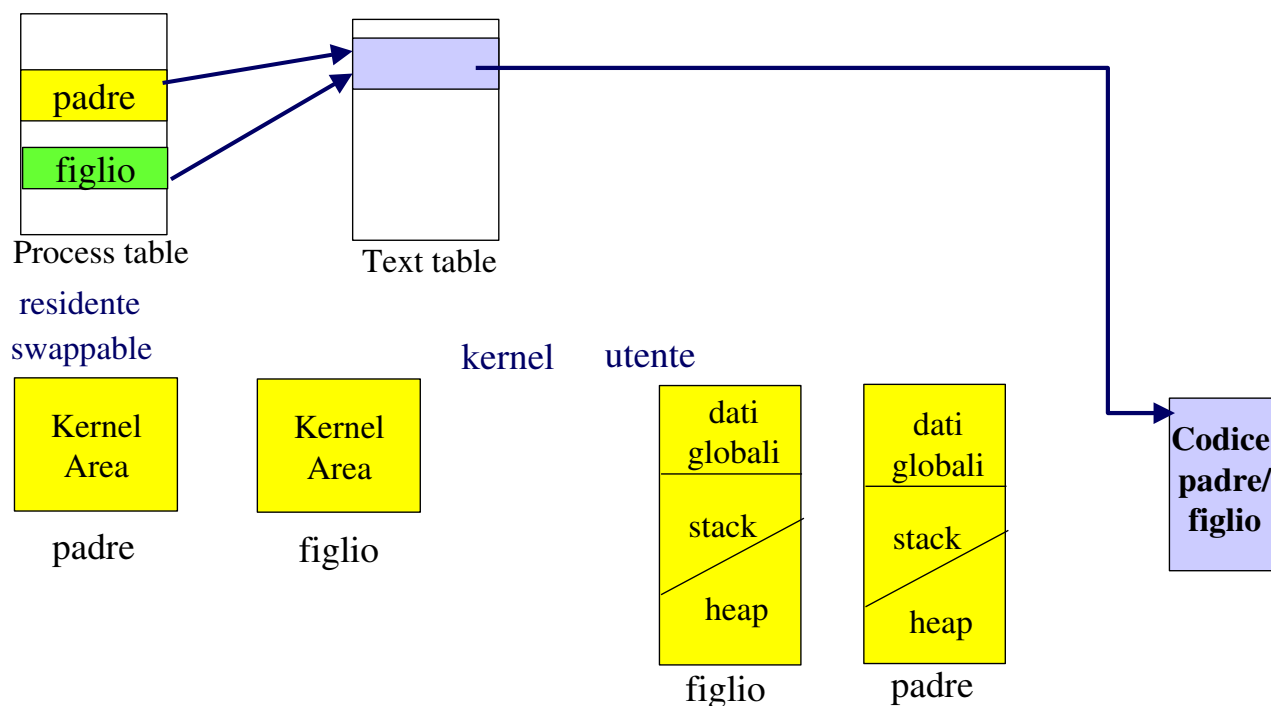 padre
figlio
Process table
Text table
residente
swappable
kernel
utente
Kernel
Area
padre
Kernel
Area
figlio
dati
globali
stack
heap
figlio
dati
globali
stack
heap
padre
Codice
padre/
figlio